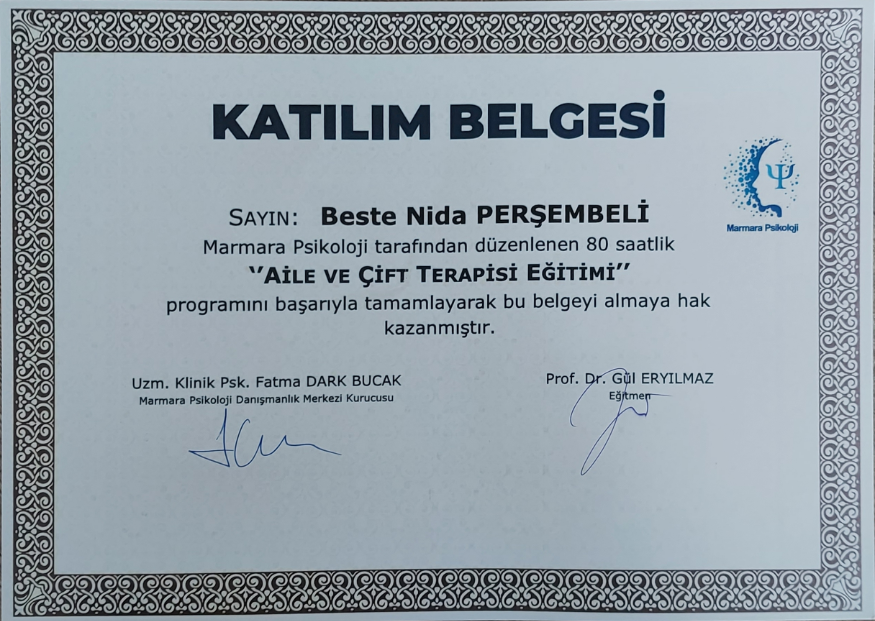 KATILIM BELGESİ
Marmara Psikoloji
SAYIN: Beste Nida PERŞEMBELİ
Marmara Psikoloji tarafından düzenlenen 80 saatlik
‘‘AİLE VE ÇİFT TERAPİSİ EĞİTİMİ’’
programını başarıyla tamamlayarak bu belgeyi almaya hak
kazanmıştır.
Uzm. Klinik Psk. Fatma DARK BUCAK
Marmara Psikoloji Danışmanlık Merkezi Kurucusu
Prof. Dr. Gül ERYILMAZ
Eğitmen